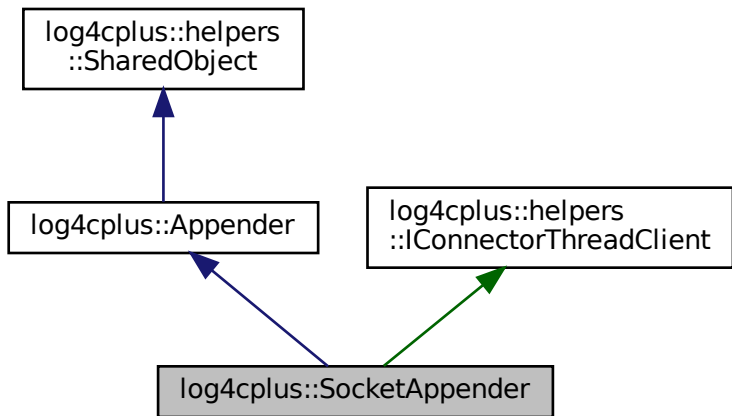 log4cplus::helpers
::SharedObject
log4cplus::Appender
log4cplus::helpers
::IConnectorThreadClient
log4cplus::SocketAppender